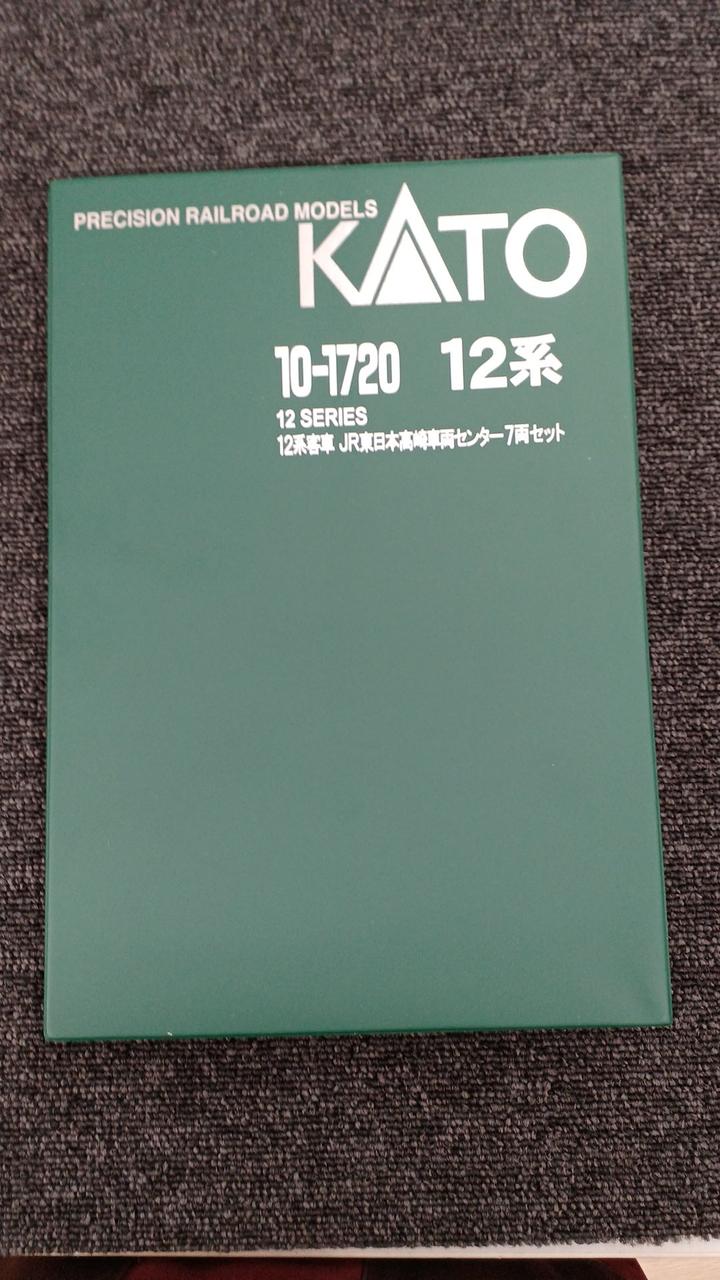 PRECISION RAILROAD MODELS
KATO
10-1720 12系
12 SERIES
12系客車 JR東日本高崎車両センター 7両セット